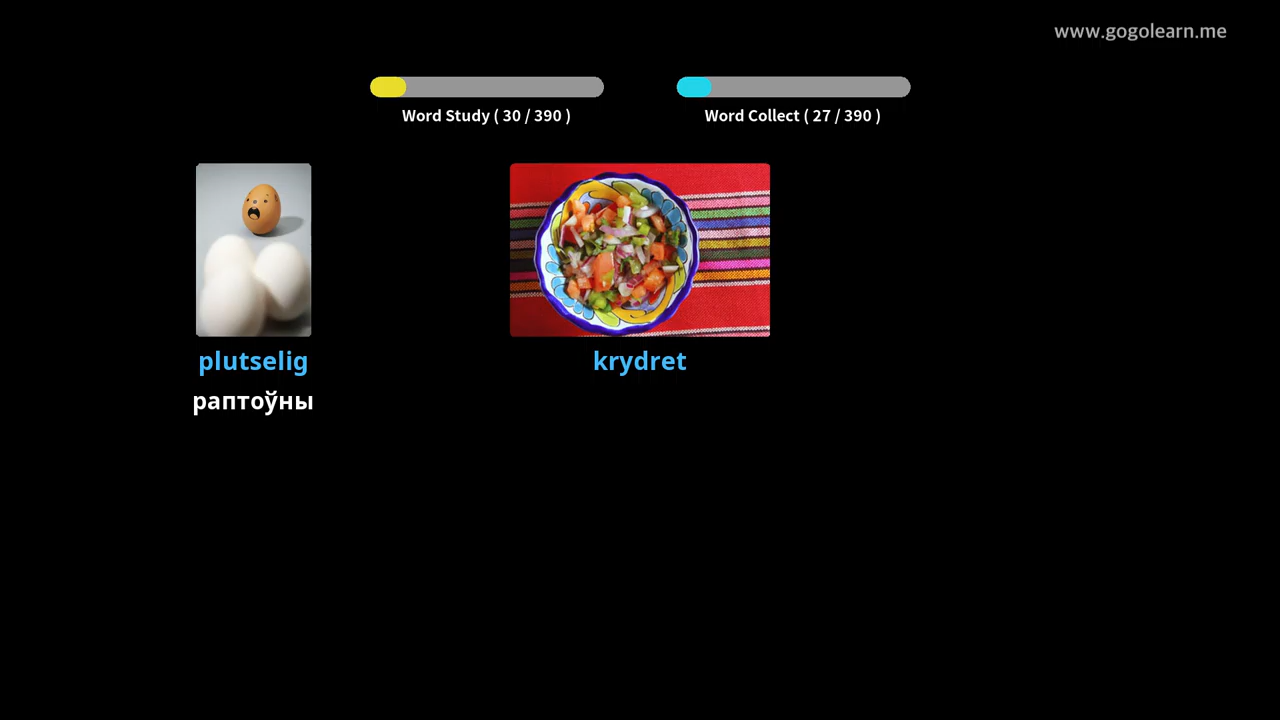 www.gogolearn.me
Word Study ( 30 / 390 )
Word Collect ( 27 / 390 )
plutselig
krydret
раптоўны